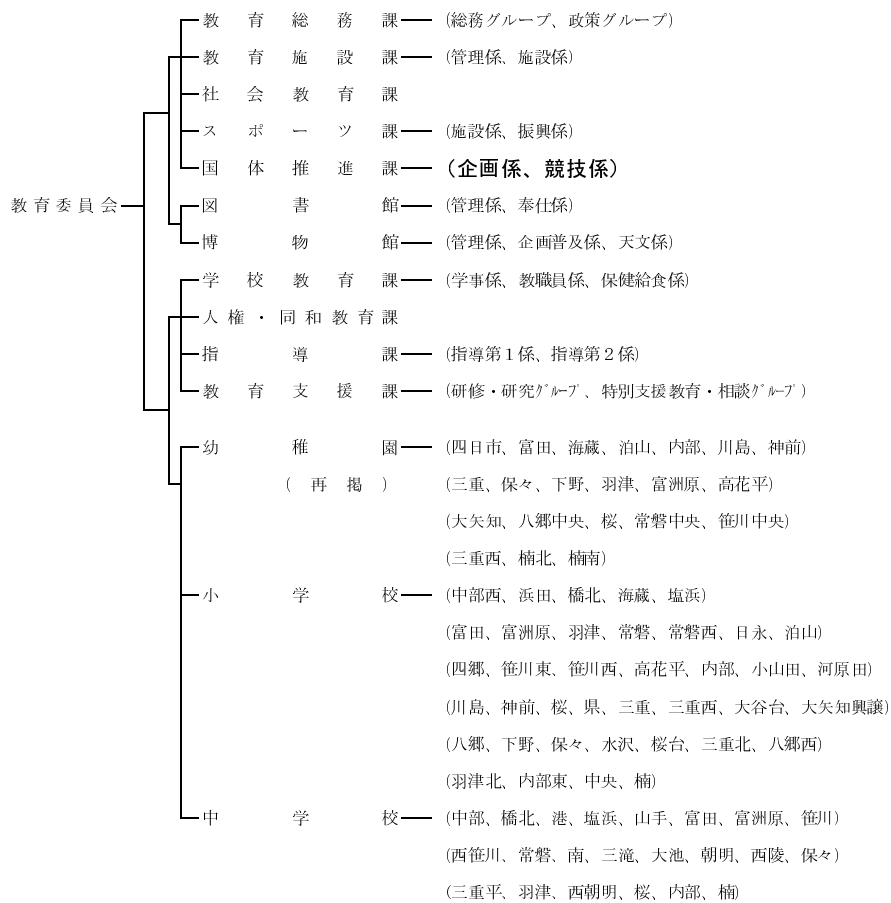 教育総務課 (総務グループ、政策グループ)
教育施設課 (管理係、施設係)
社会教育課
スポーツ課 (施設係、振興係)
国体推進課 (企画係、競技係)
教育委員会 図書館 (管理係、奉仕係)
博物館 (管理係、企画普及係、天文係)
学校教育課 (学事係、教職員係、保健給食係)
人権・同和教育課
指導課 (指導第１係、指導第２係)
教育支援課 (研修・研究ｸﾞﾙｰﾌﾟ、特別支援教育・相談ｸﾞﾙｰﾌﾟ)
幼稚園 (四日市、富田、海蔵、泊山、内部、川島、神前)
(再掲) (三重、保々、下野、羽津、富洲原、高花平)
(大矢知、八郷中央、桜、常磐中央、笹川中央)
(三重西、楠北、楠南)
小学校 (中部西、浜田、橋北、海蔵、塩浜)
(富田、富洲原、羽津、常磐、常磐西、日永、泊山)
(四郷、笹川東、笹川西、高花平、内部、小山田、河原田)
(川島、神前、桜、県、三重、三重西、大谷台、大矢知興譲)
(八郷、下野、保々、水沢、桜台、三重北、八郷西)
(羽津北、内部東、中央、楠)
中学校 (中部、橋北、港、塩浜、山手、富田、富洲原、笹川)
(西笹川、常磐、南、三滝、大池、朝明、西陵、保々)
(三重平、羽津、西朝明、桜、内部、楠)